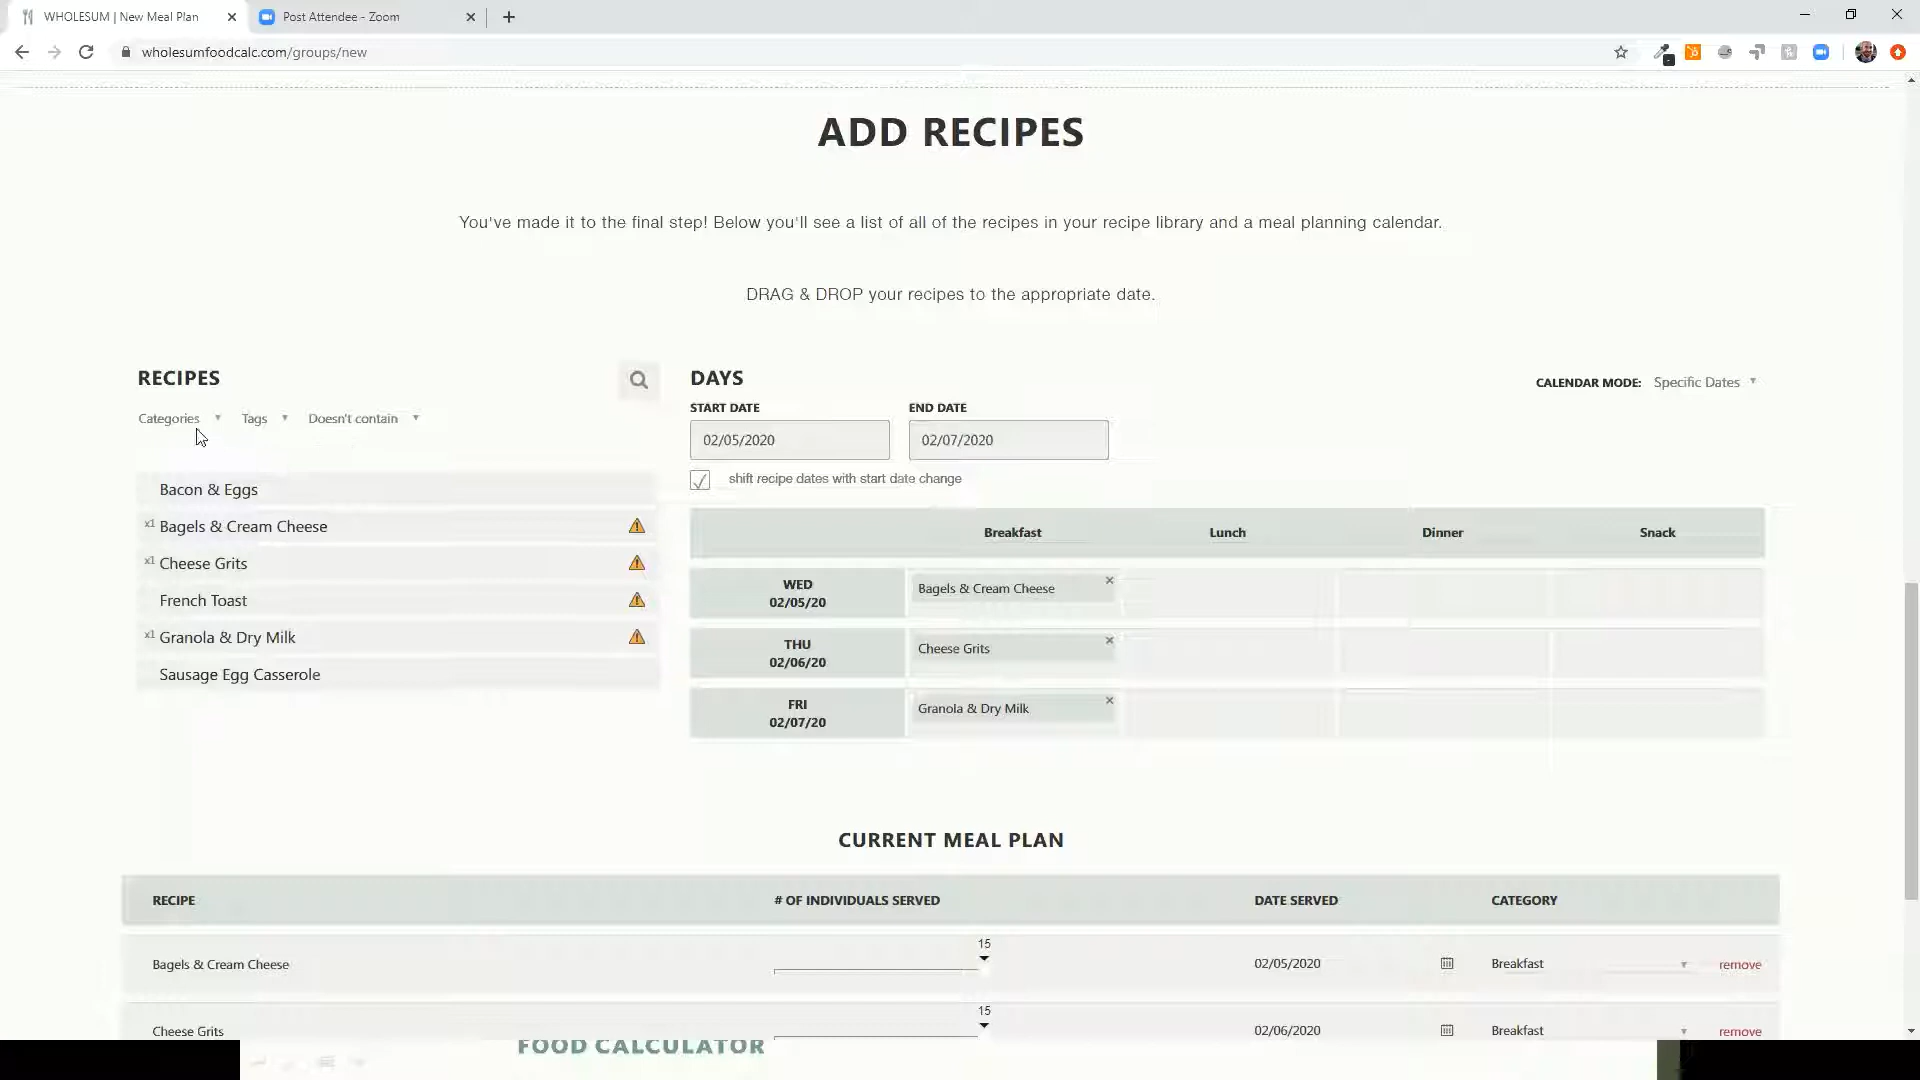 WHOLESUM | New Meal Plan
Post Attendee - Zoom
wholesumfoodcalc.com/groups/new
ADD RECIPES
You've made it to the final step! Below you'll see a list of all of the recipes in your recipe library and a meal planning calendar.
DRAG & DROP your recipes to the appropriate date.
RECIPES
Categories Tags Doesn't contain
Bacon & Eggs
x1 Bagels & Cream Cheese
x1 Cheese Grits
French Toast
x1 Granola & Dry Milk
Sausage Egg Casserole
DAYS
CALENDAR MODE: Specific Dates
START DATE END DATE
02/05/2020 02/07/2020
shift recipe dates with start date change
Breakfast Lunch Dinner Snack
WED
02/05/20
Bagels & Cream Cheese
THU
02/06/20
Cheese Grits
FRI
02/07/20
Granola & Dry Milk
CURRENT MEAL PLAN
RECIPE # OF INDIVIDUALS SERVED DATE SERVED CATEGORY
Bagels & Cream Cheese 15 02/05/2020 Breakfast remove
Cheese Grits 15 02/06/2020 Breakfast remove
FOOD CALCULATOR